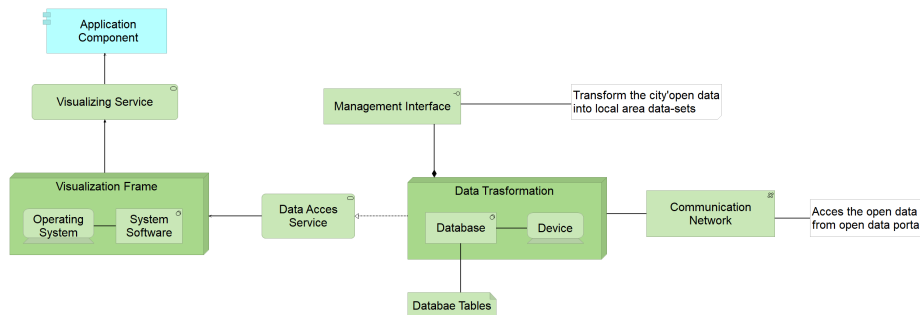 Application
Component
Visualizing Service
Management Interface
Transform the city'open data
into local area data-sets
Visualization Frame
Operating
System
System
Software
Data Acces
Service
Data Trasformation
Database
Device
Communication
Network
Acces the open data
from open data porta
Databae Tables